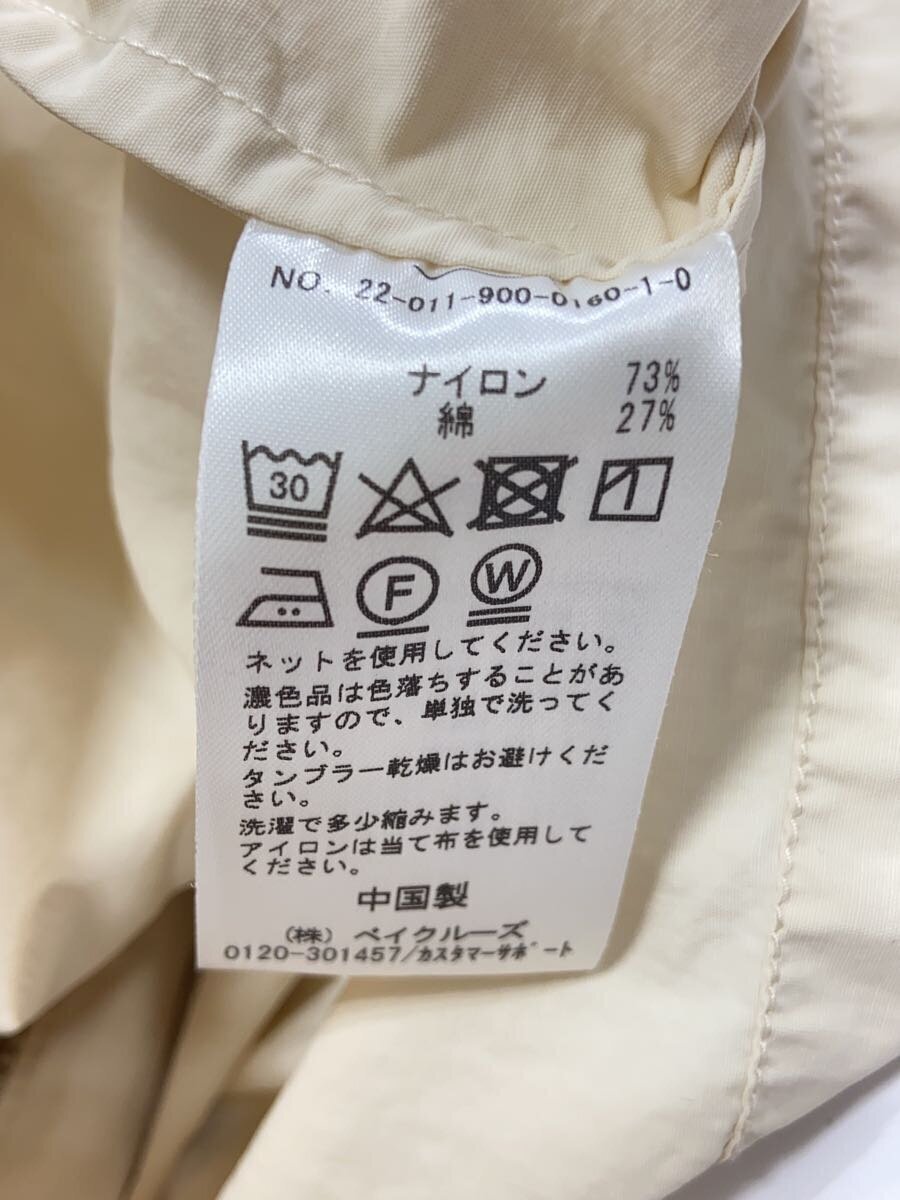 NO. 22-011-900-0160-1-0
ナイロン 73%
綿 27%
30
F W
ネットを使用してください。
濃色品は色落ちすることがあ
りますので、単独で洗ってく
ださい。
タンブラー乾燥はお避けくだ
さい。
洗濯で多少縮みます。
アイロンは当て布を使用して
ください。
中国製
(株) ベイクルーズ
0120-301457/カスタマーサポート